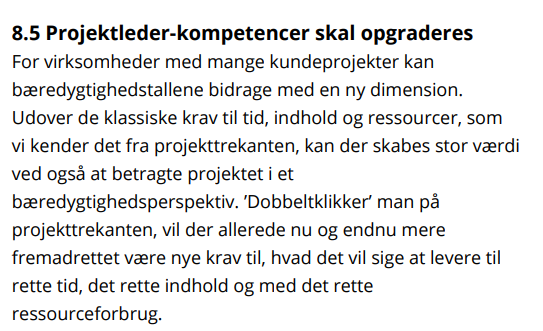 8.5 Projektleder-kompetencer skal opgraderes
For virksomheder med mange kundeprojekter kan
bæredygtighedstallene bidrage med en ny dimension.
Udover de klassiske krav til tid, indhold og ressourcer, som
vi kender det fra projekttrekanten, kan der skabes stor værdi
ved også at betragte projektet i et
bæredygtighedsperspektiv. ’Dobbeltklikker’ man på
projekttrekanten, vil der allerede nu og endnu mere
fremadrettet være nye krav til, hvad det vil sige at levere til
rette tid, det rette indhold og med det rette
ressourceforbrug.